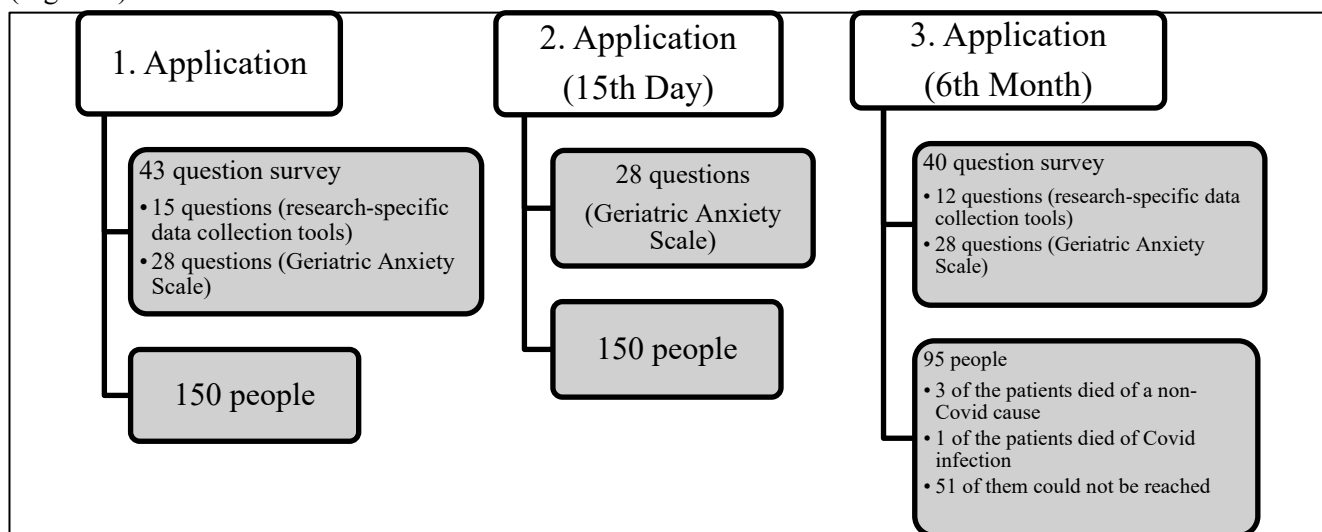 1. Application
43 question survey
• 15 questions (research-specific
data collection tools)
• 28 questions (Geriatric Anxiety
Scale)
150 people
2. Application
(15th Day)
28 questions
(Geriatric Anxiety
Scale)
150 people
3. Application
(6th Month)
40 question survey
• 12 questions (research-specific data
collection tools)
• 28 questions (Geriatric Anxiety
Scale)
95 people
• 3 of the patients died of a non-
Covid cause
• 1 of the patients died of Covid
infection
• 51 of them could not be reached